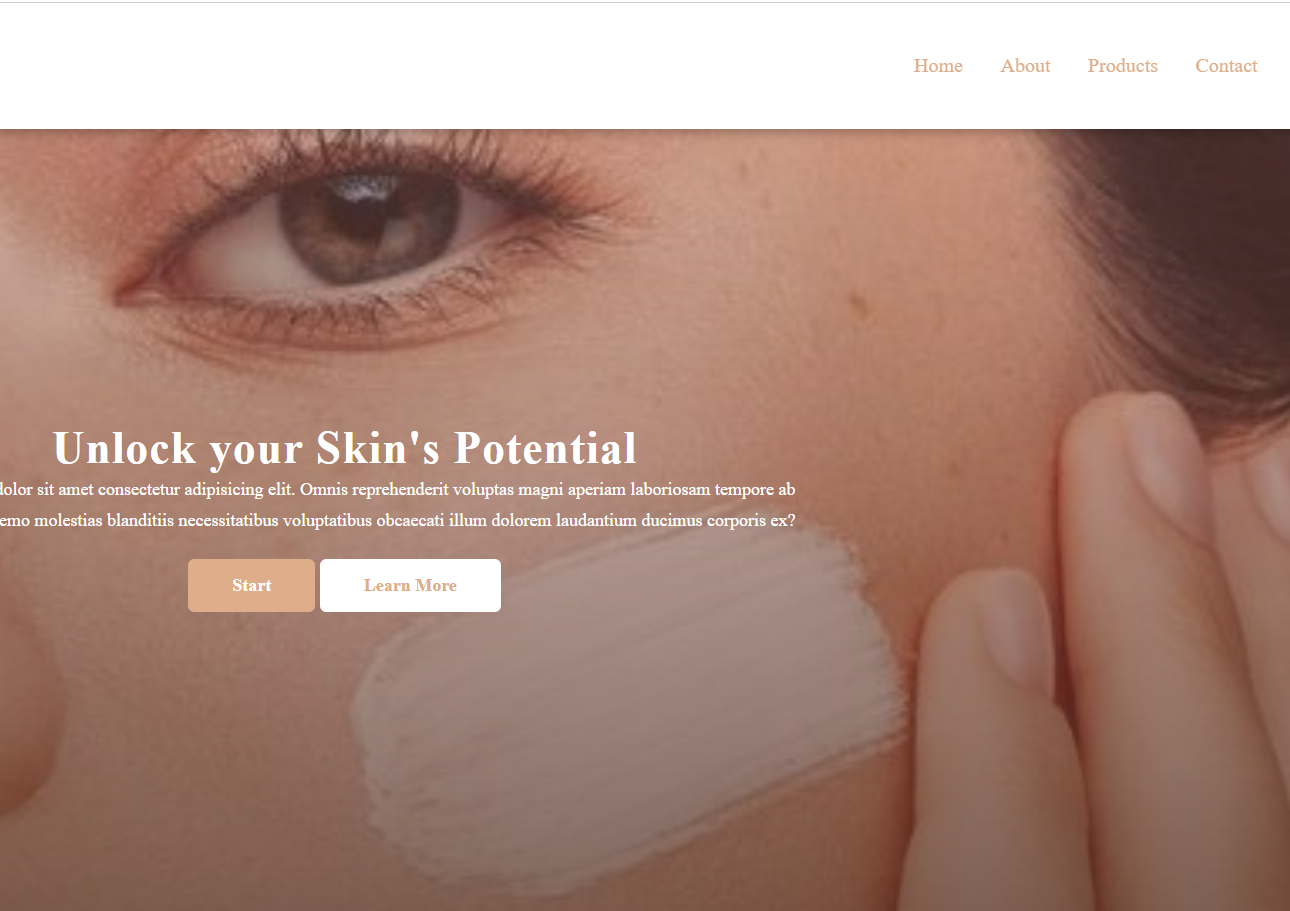 Home About Products Contact
Unlock your Skin's Potential
dolor sit amet consectetur adipisicing elit. Omnis reprehenderit voluptas magni aperiam laboriosam tempore ab
emo molestias blanditiis necessitatibus voluptatibus obcaecati illum dolorem laudantium ducimus corporis ex?
Start Learn More